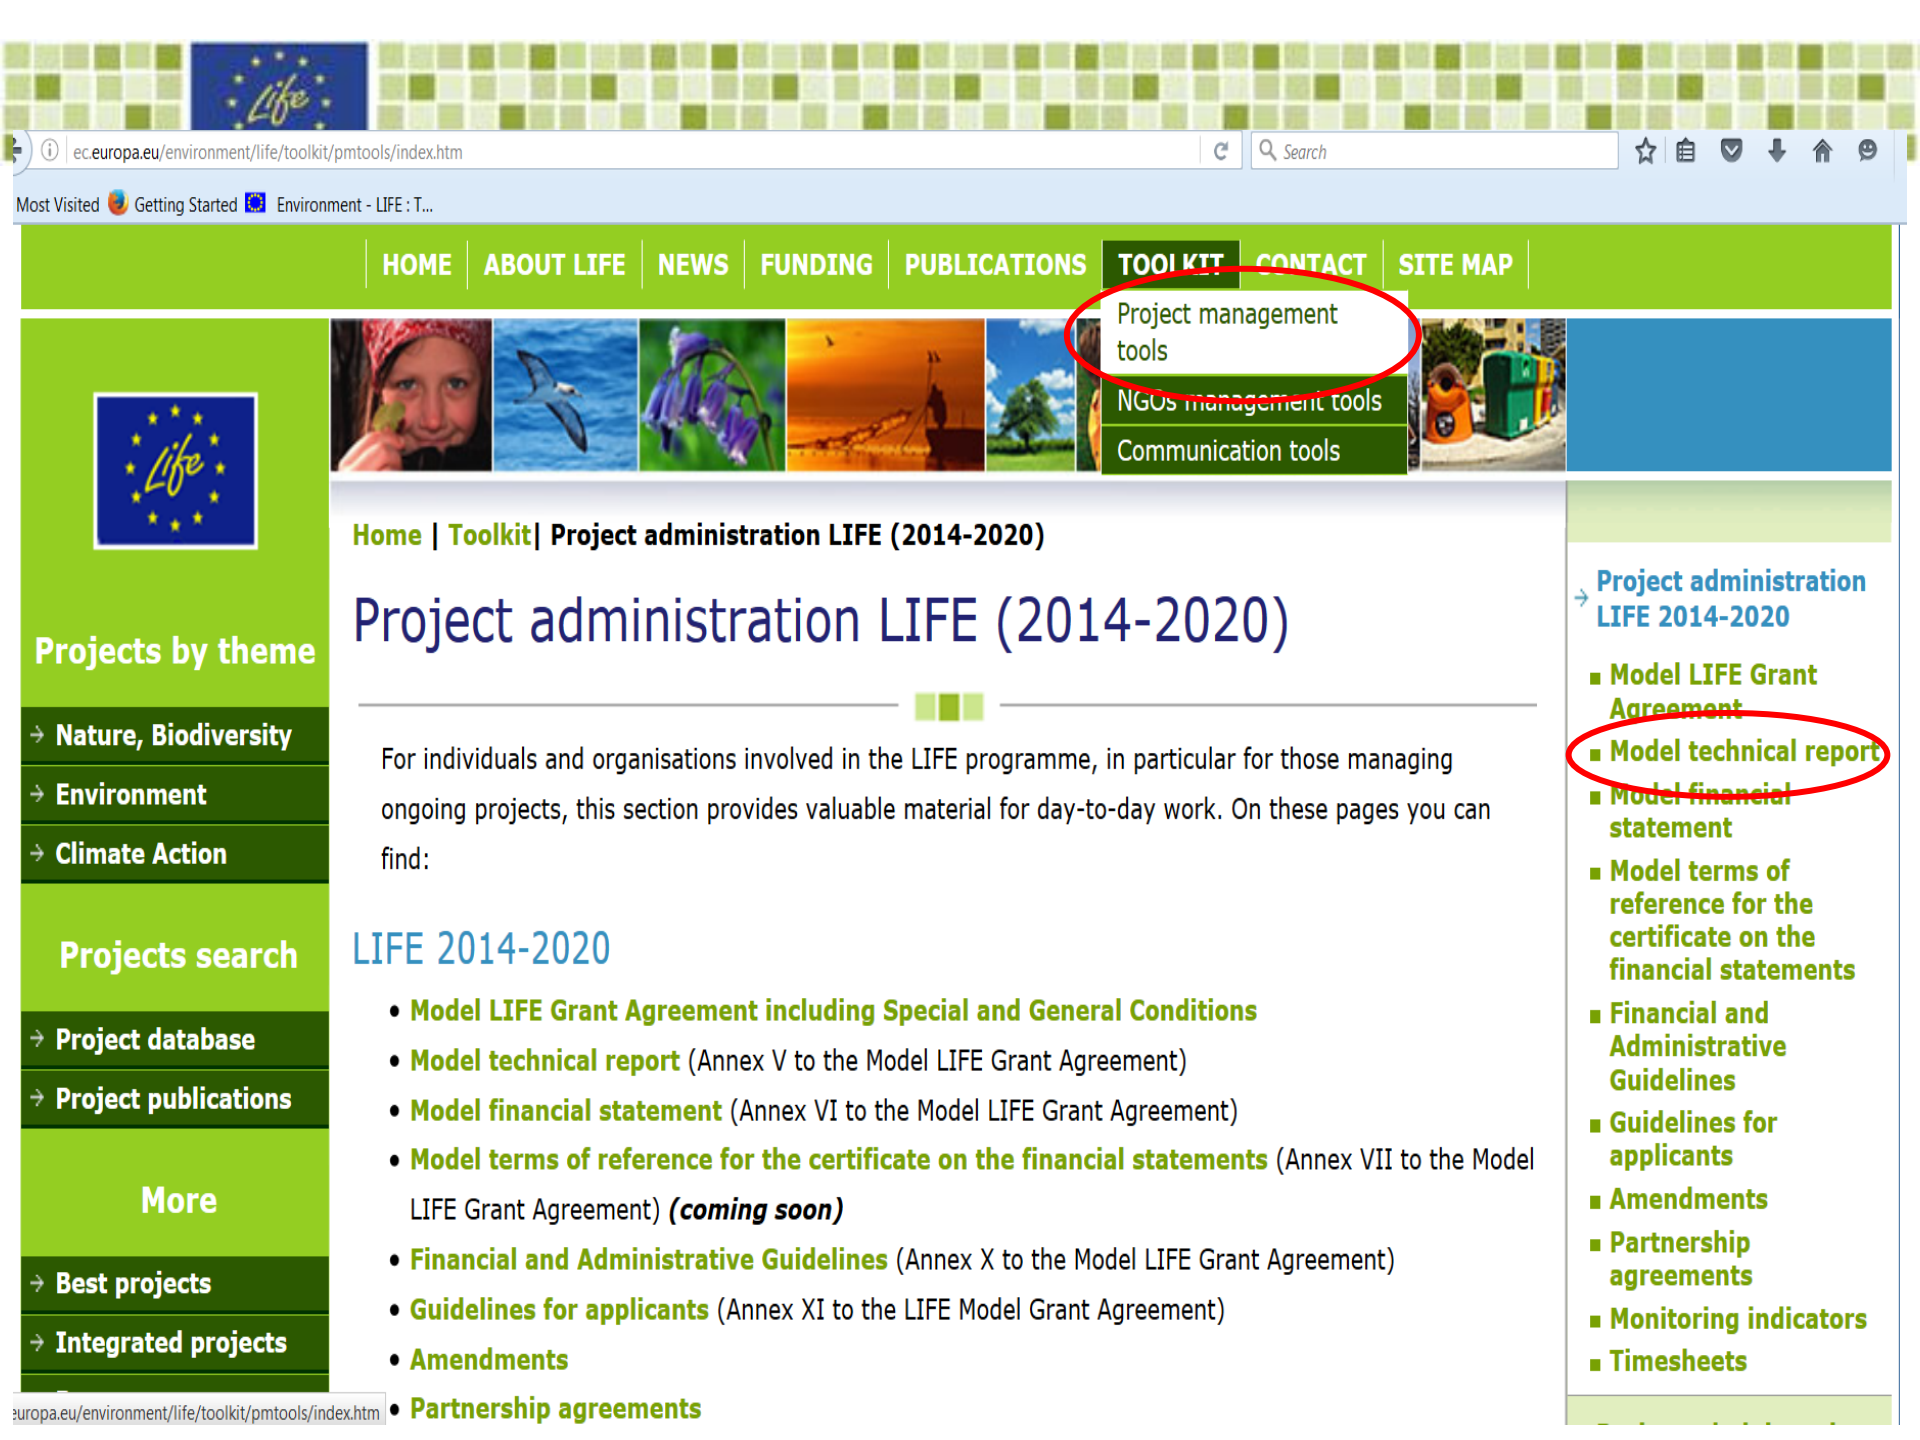 Life
ec.europa.eu/environment/life/toolkit/pmtools/index.htm
Search
Most Visited Getting Started Environment - LIFE : T...
HOME ABOUT LIFE NEWS FUNDING PUBLICATIONS TOOLKIT CONTACT SITE MAP
Project management
tools
NGOs management tools
Communication tools
Life
Projects by theme
Nature, Biodiversity
Environment
Climate Action
Projects search
Project database
Project publications
More
Best projects
Integrated projects
europa.eu/environment/life/toolkit/pmtools/index.htm
Home | Toolkit| Project administration LIFE (2014-2020)
Project administration LIFE (2014-2020)
For individuals and organisations involved in the LIFE programme, in particular for those managing
ongoing projects, this section provides valuable material for day-to-day work. On these pages you can
find:
LIFE 2014-2020
• Model LIFE Grant Agreement including Special and General Conditions
• Model technical report (Annex V to the Model LIFE Grant Agreement)
• Model financial statement (Annex VI to the Model LIFE Grant Agreement)
• Model terms of reference for the certificate on the financial statements (Annex VII to the Model
LIFE Grant Agreement) (coming soon)
• Financial and Administrative Guidelines (Annex X to the Model LIFE Grant Agreement)
• Guidelines for applicants (Annex XI to the LIFE Model Grant Agreement)
• Amendments
• Partnership agreements
Project administration
LIFE 2014-2020
Model LIFE Grant
Agreement
Model technical report
Model financial
statement
Model terms of
reference for the
certificate on the
financial statements
Financial and
Administrative
Guidelines
Guidelines for
applicants
Amendments
Partnership
agreements
Monitoring indicators
Timesheets